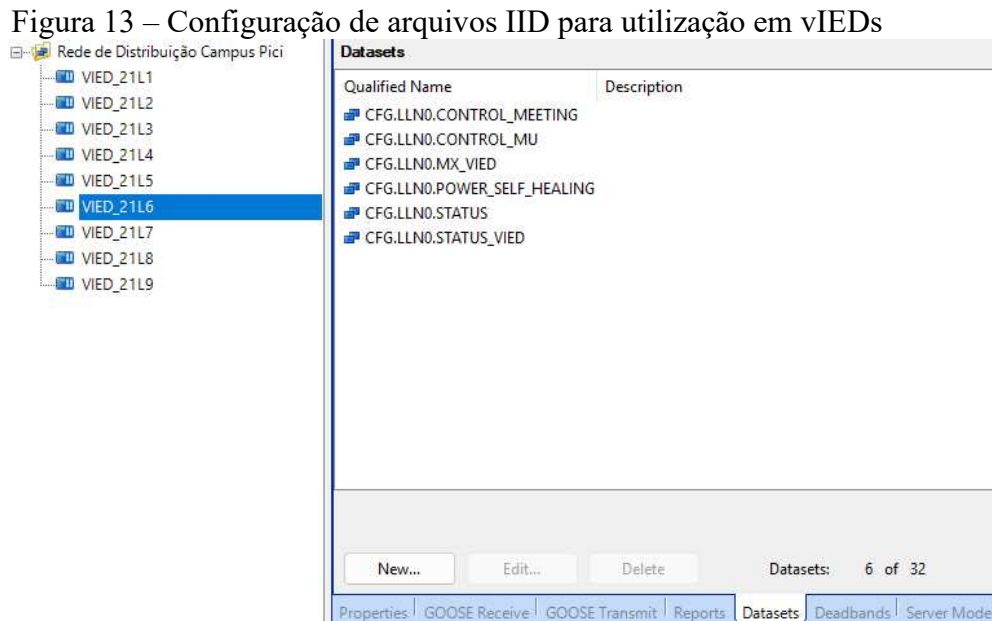 Figura 13 – Configuração de arquivos IID para utilização em vIEDs
Rede de Distribuição Campus Pici
VIED_21L1
VIED_21L2
VIED_21L3
VIED_21L4
VIED_21L5
VIED_21L6
VIED_21L7
VIED_21L8
VIED_21L9
Datasets
Qualified Name Description
CFG.LLN0.CONTROL_MEETING
CFG.LLN0.CONTROL_MU
CFG.LLN0.MX_VIED
CFG.LLN0.POWER_SELF_HEALING
CFG.LLN0.STATUS
CFG.LLN0.STATUS_VIED
New... Edit... Delete Datasets: 6 of 32
Properties GOOSE Receive GOOSE Transmit Reports Datasets Deadbands Server Mode